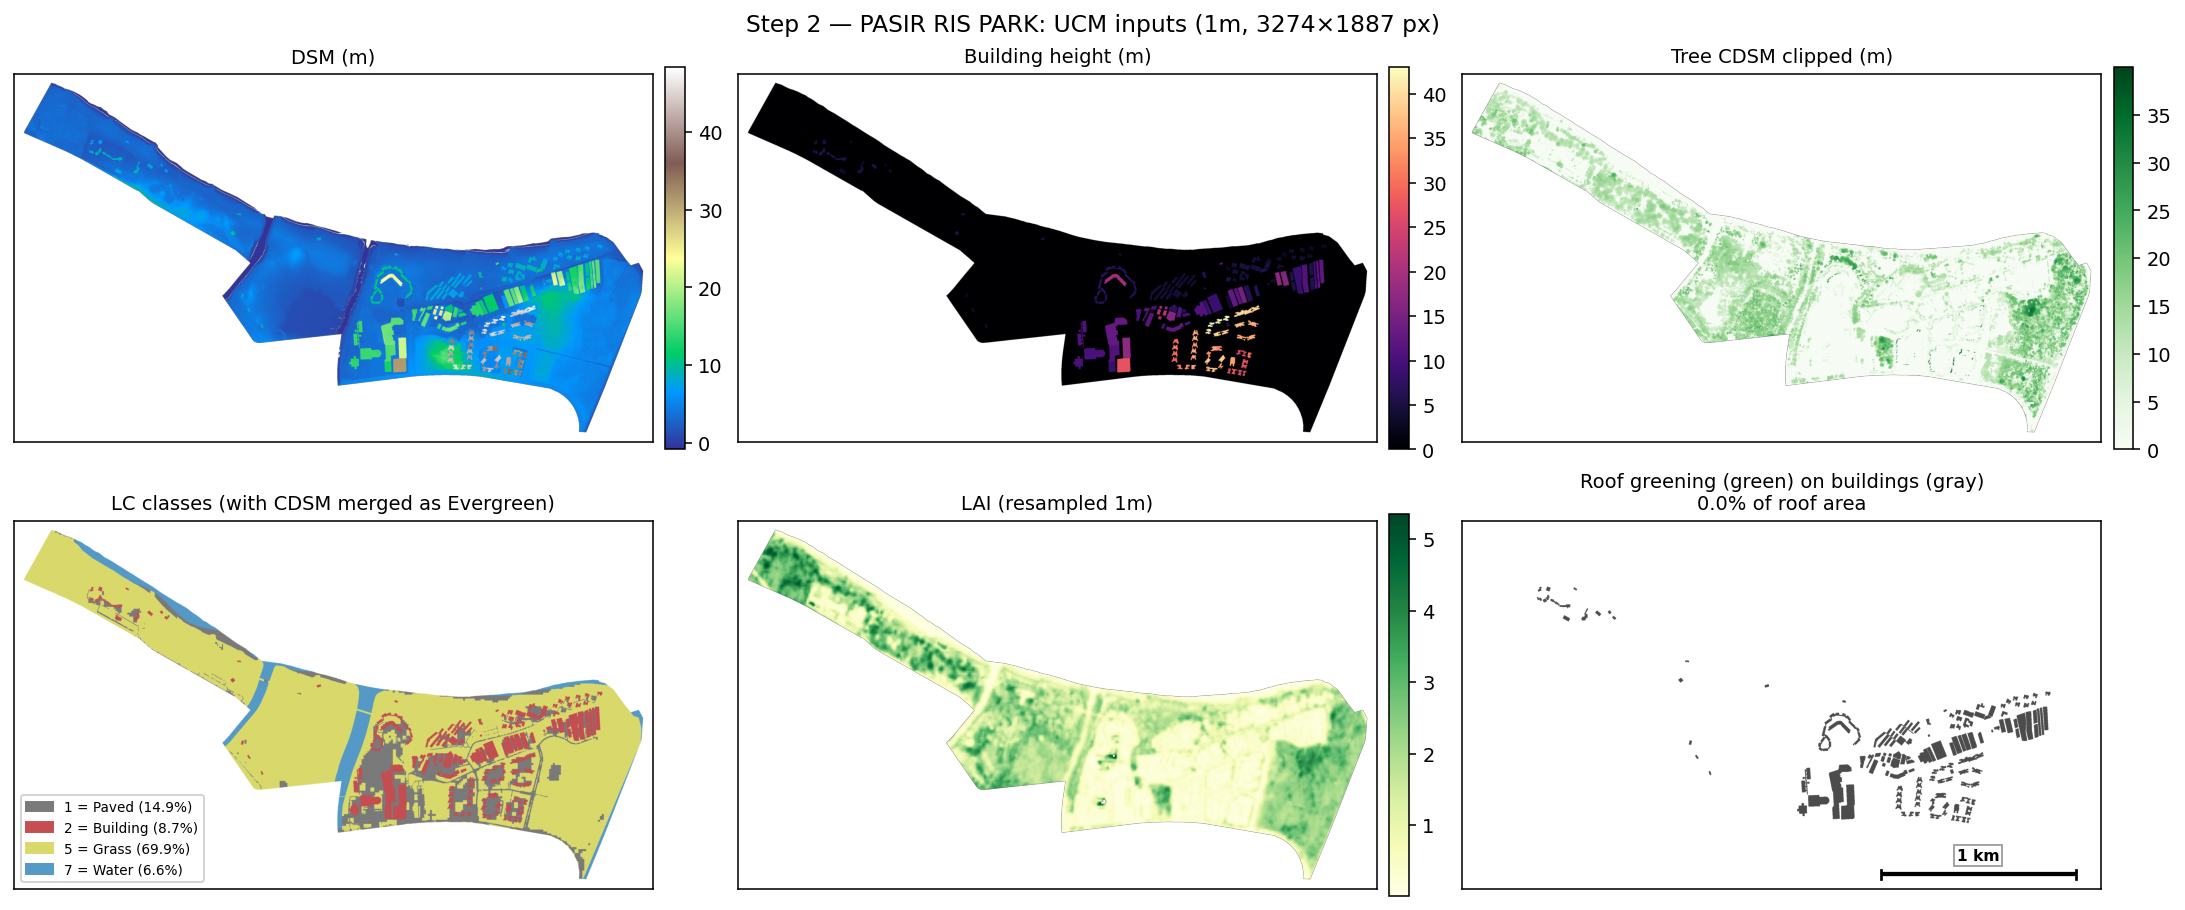 Step 2 — PASIR RIS PARK: UCM inputs (1m, 3274×1887 px)
DSM (m)
40
30
20
10
0
Building height (m)
40
35
30
25
20
15
10
5
0
Tree CDSM clipped (m)
35
30
25
20
15
10
5
0
LC classes (with CDSM merged as Evergreen)
1 = Paved (14.9%)
2 = Building (8.7%)
5 = Grass (69.9%)
7 = Water (6.6%)
LAI (resampled 1m)
5
4
3
2
1
Roof greening (green) on buildings (gray)
0.0% of roof area
1 km